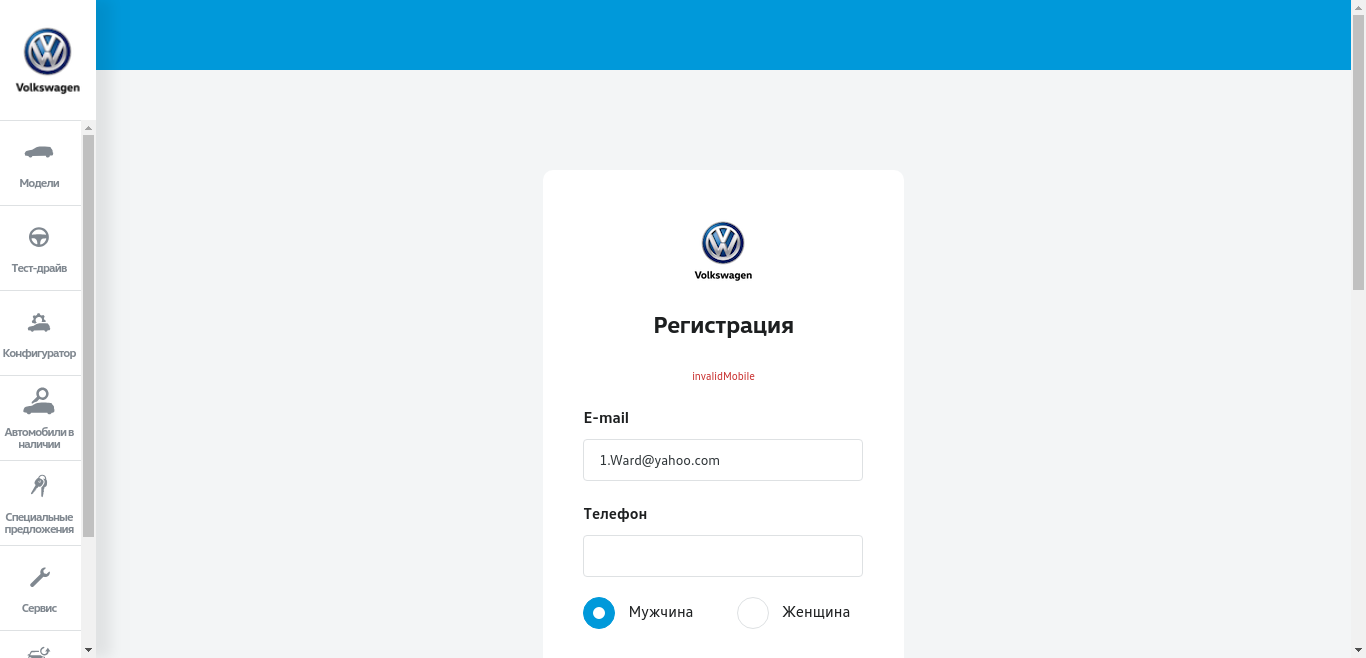 Volkswagen
Модели
Тест-драйв
Конфигуратор
Автомобили в
наличии
Специальные
предложения
Сервис
Volkswagen
Регистрация
invalidMobile
E-mail
1.Ward@yahoo.com
Телефон
Мужчина
Женщина